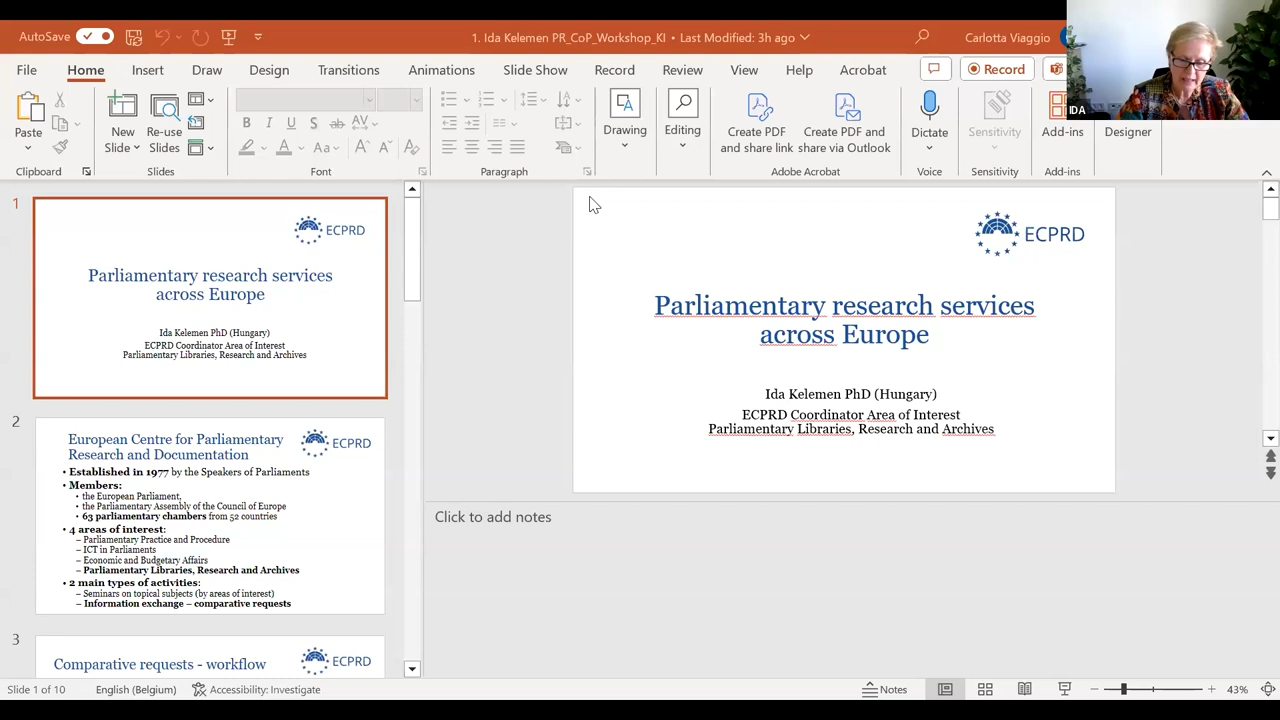 AutoSave
1. Ida Kelemen PR_CoP_Workshop_KI • Last Modified: 3h ago
Carlotta Viaggio
File Home Insert Draw Design Transitions Animations Slide Show Record Review View Help Acrobat
Record
IDA
Paste
New Slide
Re-use Slides
B I U S ab AV
Aa A A A
Drawing
Editing
Create PDF and share link
Create PDF and share via Outlook
Dictate
Sensitivity
Add-ins
Designer
Clipboard
Slides
Font
Paragraph
Adobe Acrobat
Voice
Sensitivity
Add-ins
1
ECPRD
Parliamentary research services
across Europe
Ida Kelemen PhD (Hungary)
ECPRD Coordinator Area of Interest
Parliamentary Libraries, Research and Archives
2
European Centre for Parliamentary
Research and Documentation
ECPRD
• Established in 1977 by the Speakers of Parliaments
• Members:
• the European Parliament,
• the Parliamentary Assembly of the Council of Europe
• 63 parliamentary chambers from 52 countries
• 4 areas of interest:
– Parliamentary Practice and Procedure
– ICT in Parliaments
– Economic and Budgetary Affairs
– Parliamentary Libraries, Research and Archives
• 2 main types of activities:
– Seminars on topical subjects (by areas of interest)
– Information exchange – comparative requests
3
Comparative requests - workflow
ECPRD
ECPRD
Parliamentary research services
across Europe
Ida Kelemen PhD (Hungary)
ECPRD Coordinator Area of Interest
Parliamentary Libraries, Research and Archives
Click to add notes
Slide 1 of 10
English (Belgium)
Accessibility: Investigate
Notes
43%